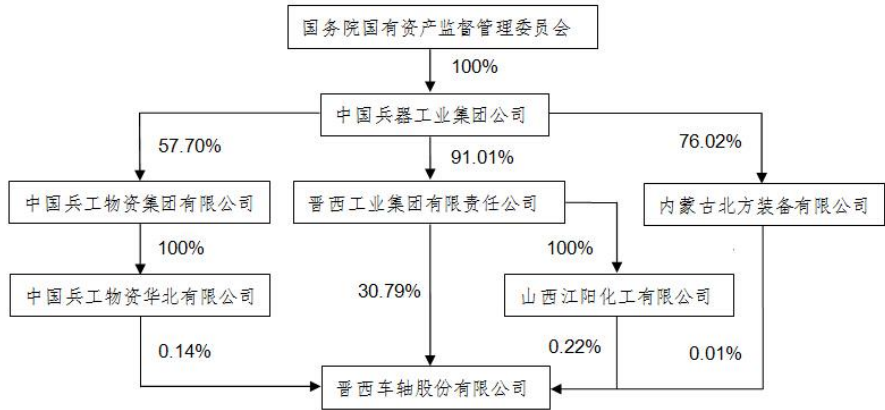 国务院国有资产监督管理委员会
100%
中国兵器工业集团公司
57.70%
91.01%
76.02%
中国兵工物资集团有限公司
晋西工业集团有限责任公司
内蒙古北方装备有限公司
100%
100%
中国兵工物资华北有限公司
30.79%
山西江阳化工有限公司
0.14%
0.22%
0.01%
晋西车轴股份有限公司